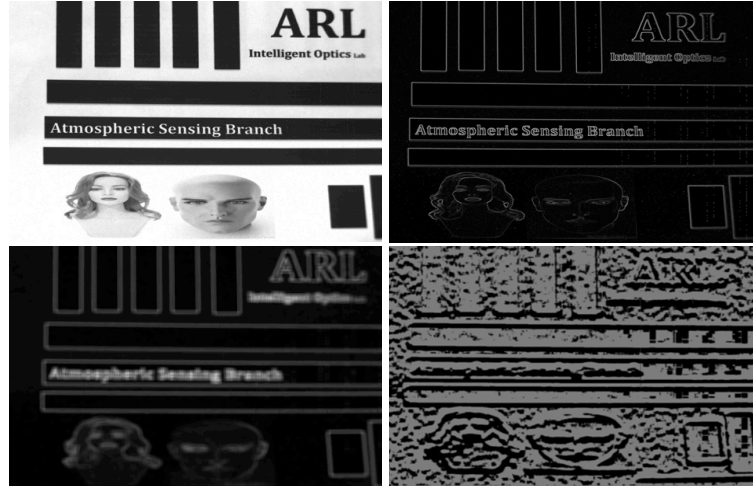 ARL
Intelligent Optics Lab
Atmospheric Sensing Branch
ARL
Intelligent Optics Lab
Atmospheric Sensing Branch
ARL
Intelligent Optics
Atmospheric Sensing Branch